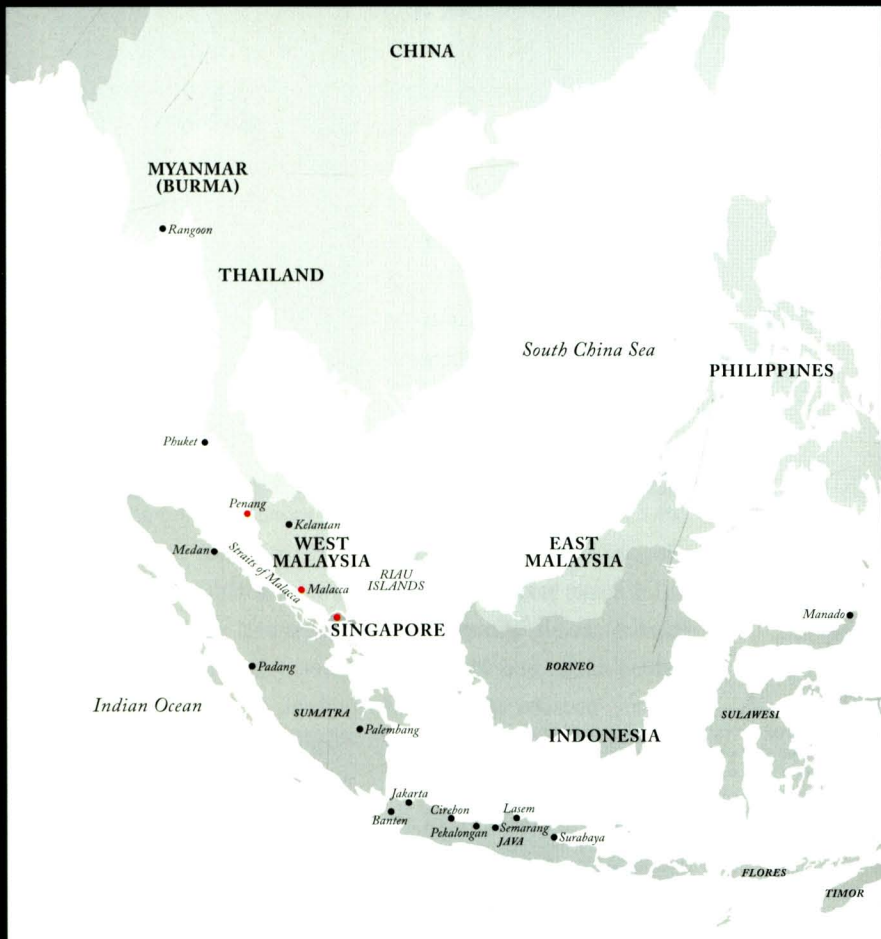 CHINA
MYANMAR
(BURMA)
Rangoon
THAILAND
South China Sea
PHILIPPINES
Phuket
Penang
Kelantan
WEST
MALAYSIA
Medan
Straits of Malacca
RIAU
ISLANDS
EAST
MALAYSIA
Malacca
SINGAPORE
Manado
Padang
BORNEO
Indian Ocean
SUMATRA
SULAWESI
Palembang
INDONESIA
Jakarta
Banten
Cirebon
Lasem
Pekalongan
Semarang
JAVA
Surabaya
FLORES
TIMOR